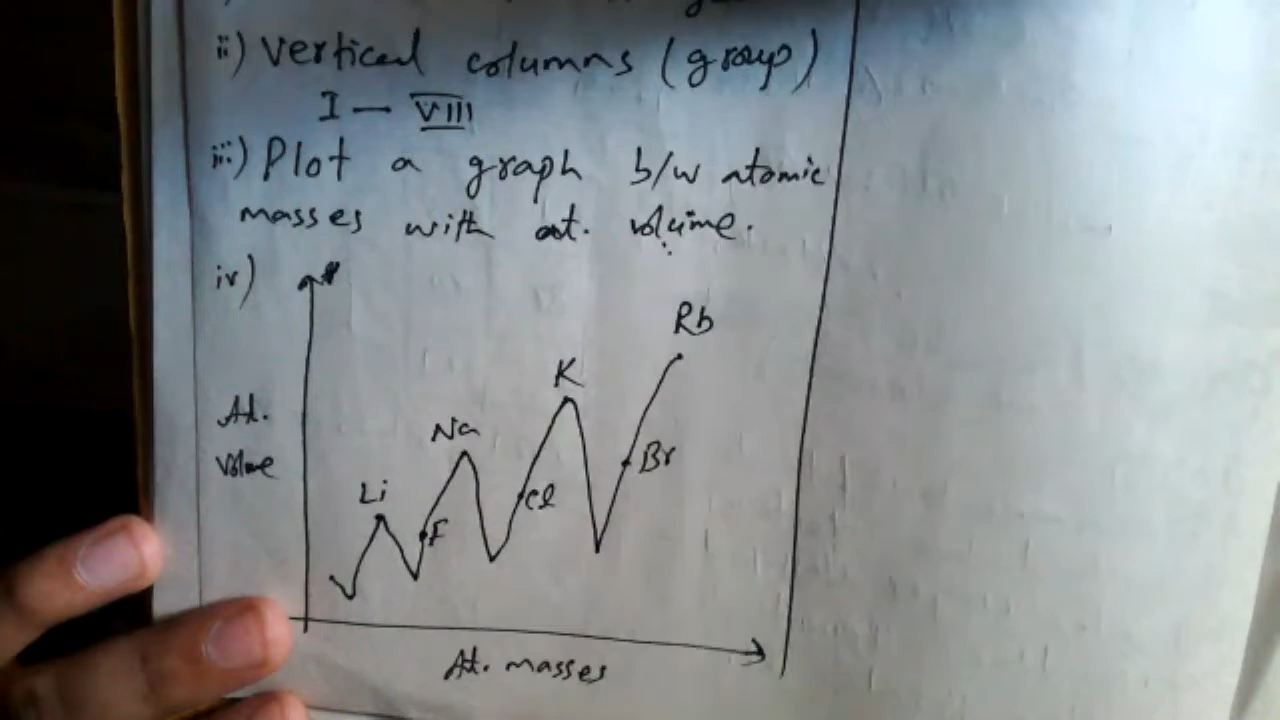 ii) Vertical columns (group)
I — VIII
iii) Plot a graph b/w atomic
masses with at. volume.
iv)
Rb
K
Na
At.
Volume
Br
Li
Cl
F
At. masses